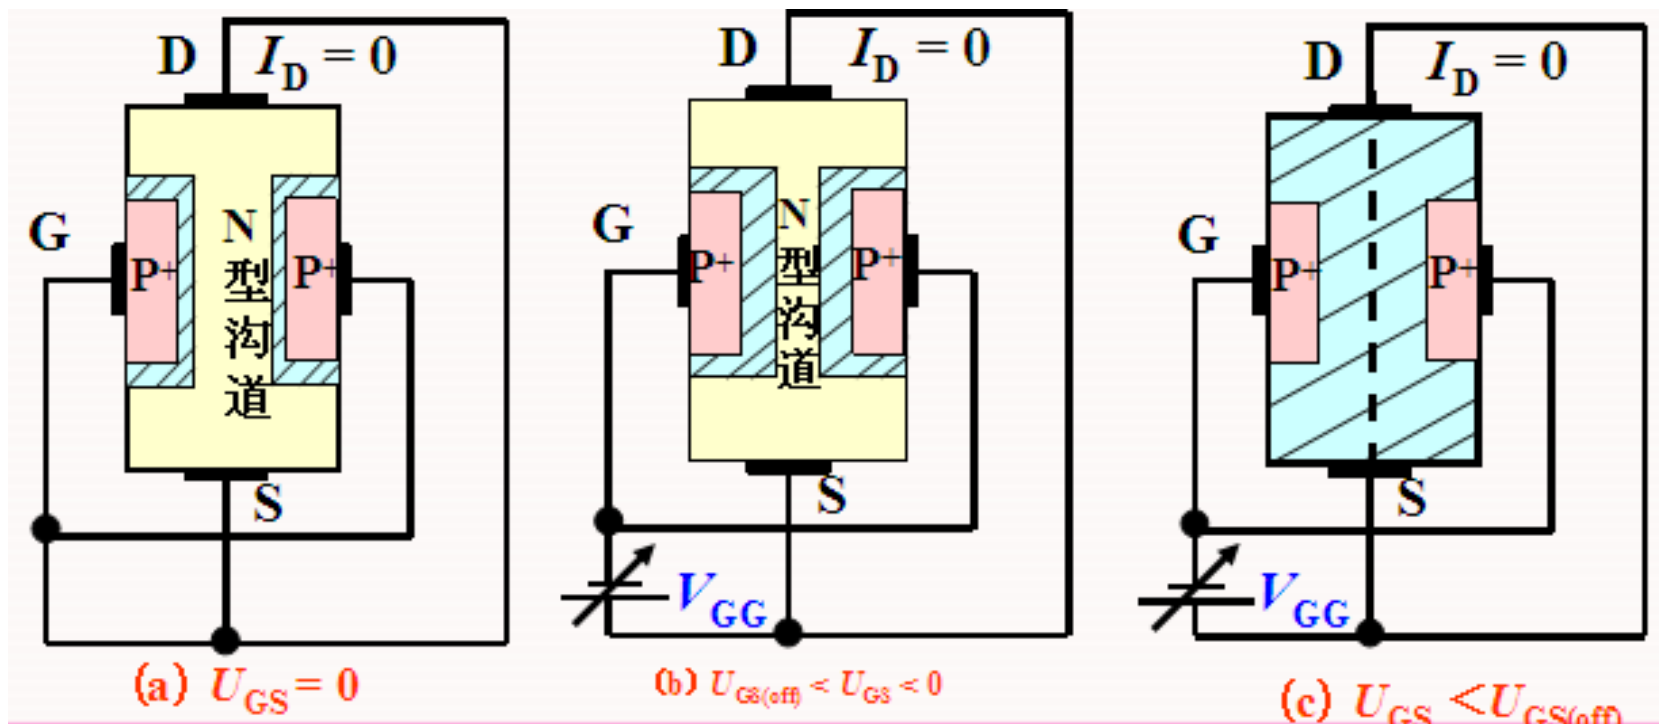 D I_D = 0
G
P+
N
型
沟
道
P+
S
(a) U_GS = 0
D I_D = 0
G
P+
N
型
沟
道
P+
S
V_GG
(b) U_GS(off) < U_GS < 0
D I_D = 0
G
P+
P+
S
V_GG
(c) U_GS <U_GS(off)